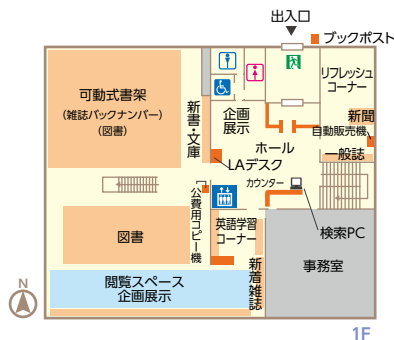 出入口
ブックポスト
リフレッシュ
コーナー
可動式書架
(雑誌バックナンバー)
(図書)
新書・文庫
企画
展示
新聞
自動販売機
ホール
一般誌
LAデスク
カウンター
公費用コピー機
図書
英語学習
コーナー
検索PC
事務室
新着雑誌
閲覧スペース
企画展示
N
1F